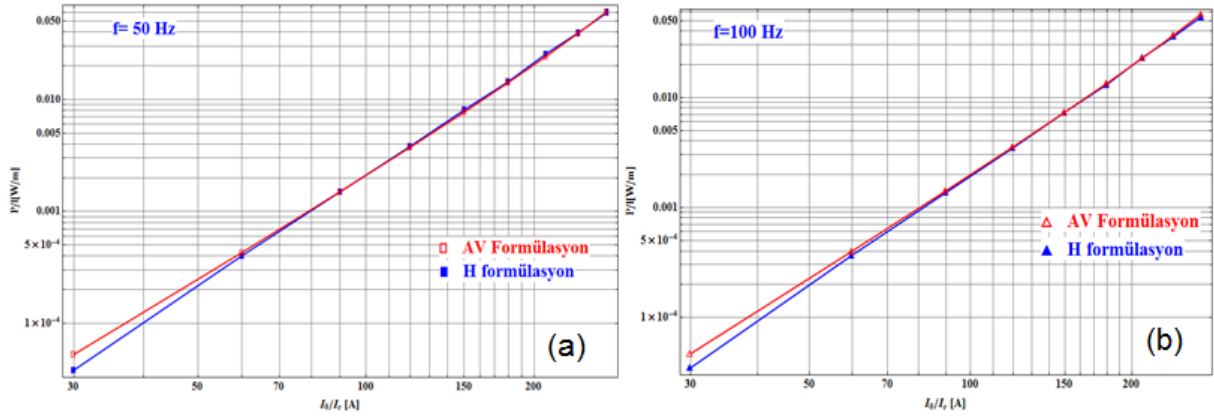 f= 50 Hz
0.050
0.010
0.005
0.001
5×10⁻⁴
1×10⁻⁴
P/l[W/m]
AV Formülasyon
H formülasyon
(a)
30 50 70 100 150 200
I₀/I_c [A]
f=100 Hz
0.050
0.010
0.005
0.001
5×10⁻⁴
1×10⁻⁴
P/l[W/m]
AV Formülasyon
H formülasyon
(b)
30 50 70 100 150 200
I₀/I_c [A]